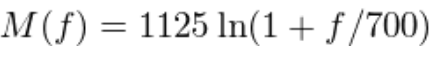 M(f) = 1125 ln(1 + f/700)